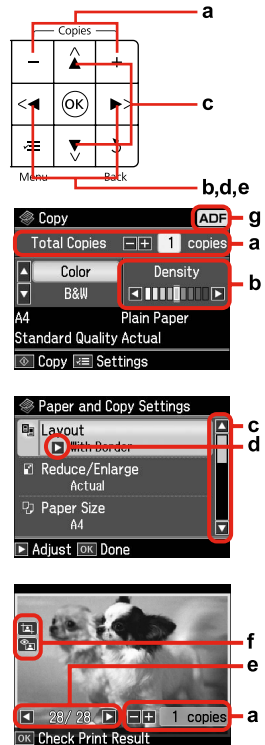 a
Copies
− +
OK
c
Menu Back
b,d,e
Copy ADF g
Total Copies −+ 1 copies a
Color Density
B&W b
A4 Plain Paper
Standard Quality Actual
Copy Settings
Paper and Copy Settings
Layout c
With Border d
Reduce/Enlarge
Actual
Paper Size
A4
Adjust OK Done
f
e
28/ 28 −+ 1 copies a
OK Check Print Result